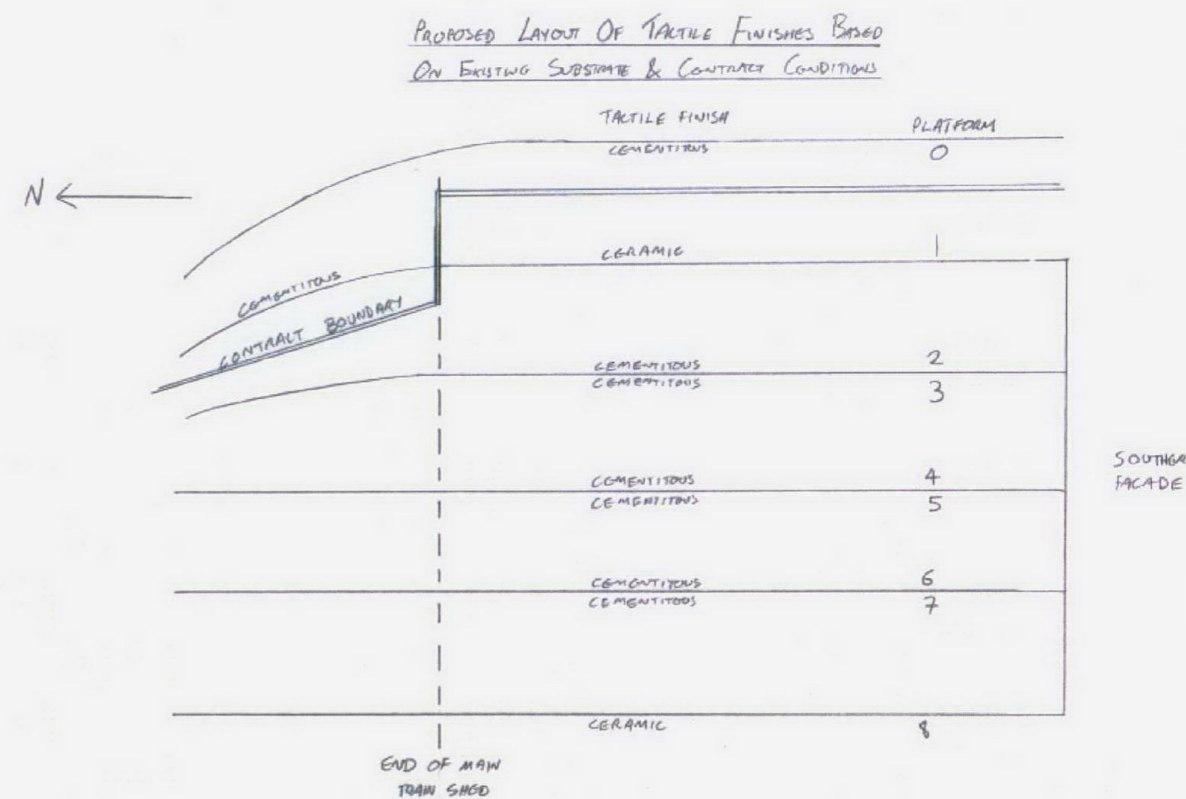 PROPOSED LAYOUT OF TACTILE FINISHES BASED
ON EXISTING SUBSTRATE & CONTRACT CONDITIONS
TACTILE FINISH PLATFORM
CEMENTITOUS 0
N
CERAMIC 1
CEMENTITOUS
CONTRACT BOUNDARY
CEMENTITOUS 2
CEMENTITOUS 3
SOUTHER
FACADE
CEMENTITOUS 4
CEMENTITOUS 5
CEMENTITOUS 6
CEMENTITOUS 7
CERAMIC 8
END OF MAIN
TRAIN SHED